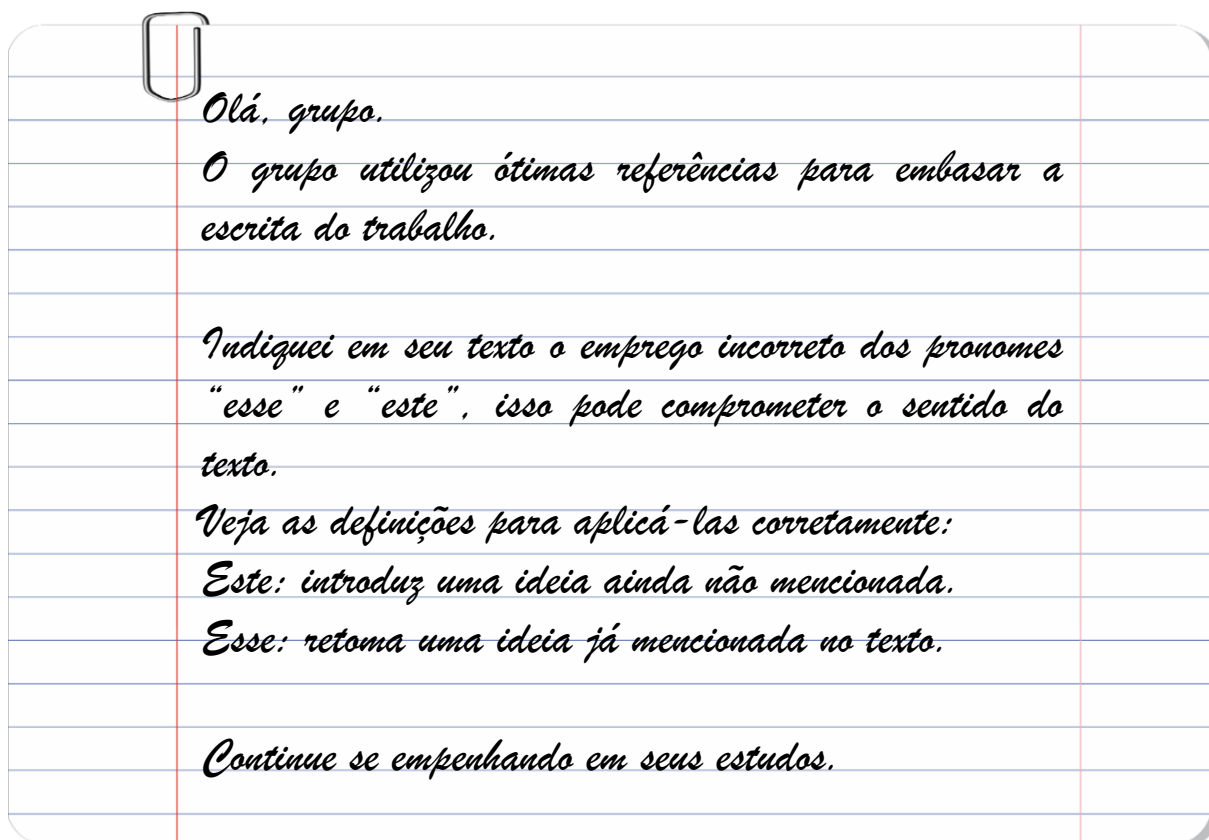 Olá, grupo.
O grupo utilizou ótimas referências para embasar a
escrita do trabalho.
Indiquei em seu texto o emprego incorreto dos pronomes
“esse” e “este”, isso pode comprometer o sentido do
texto.
Veja as definições para aplicá-las corretamente:
Este: introduz uma ideia ainda não mencionada.
Esse: retoma uma ideia já mencionada no texto.
Continue se empenhando em seus estudos.